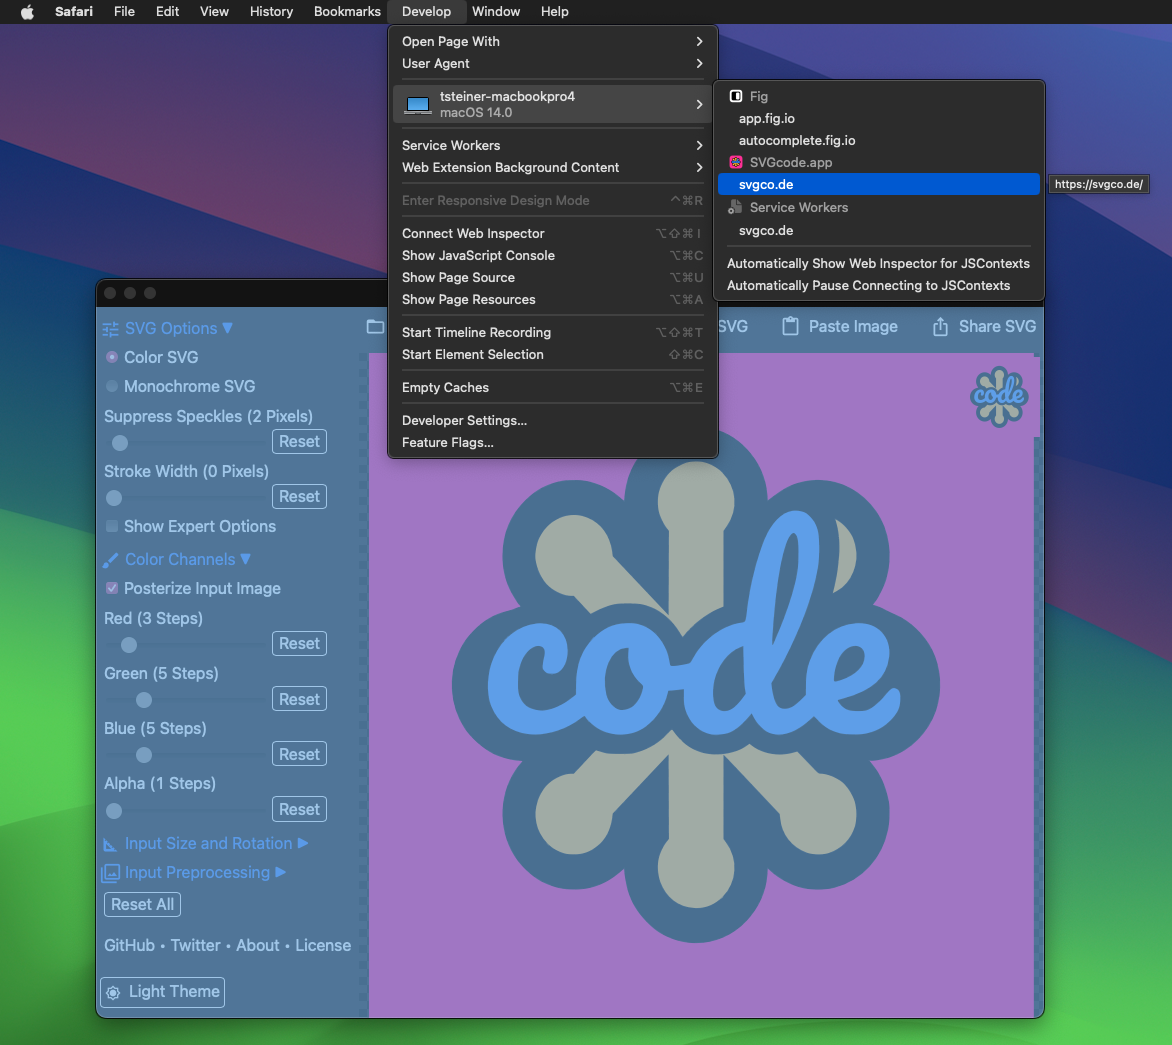 Safari File Edit View History Bookmarks Develop Window Help
Open Page With
User Agent
tsteiner-macbookpro4
macOS 14.0
Service Workers
Web Extension Background Content
Enter Responsive Design Mode ⌃⌘R
Connect Web Inspector ⌥⇧⌘I
Show JavaScript Console ⌥⌘C
Show Page Source ⌥⌘U
Show Page Resources ⌥⌘A
Start Timeline Recording ⌥⇧⌘T
Start Element Selection ⇧⌘C
Empty Caches ⌥⌘E
Developer Settings...
Feature Flags...
Fig
app.fig.io
autocomplete.fig.io
SVGcode.app
svgco.de
https://svgco.de/
Service Workers
svgco.de
Automatically Show Web Inspector for JSContexts
Automatically Pause Connecting to JSContexts
SVG Paste Image Share SVG
SVG Options ▼
Color SVG
Monochrome SVG
Suppress Speckles (2 Pixels)
Reset
Stroke Width (0 Pixels)
Reset
Show Expert Options
Color Channels ▼
Posterize Input Image
Red (3 Steps)
Reset
Green (5 Steps)
Reset
Blue (5 Steps)
Reset
Alpha (1 Steps)
Reset
Input Size and Rotation ▶
Input Preprocessing ▶
Reset All
GitHub • Twitter • About • License
Light Theme
code
code